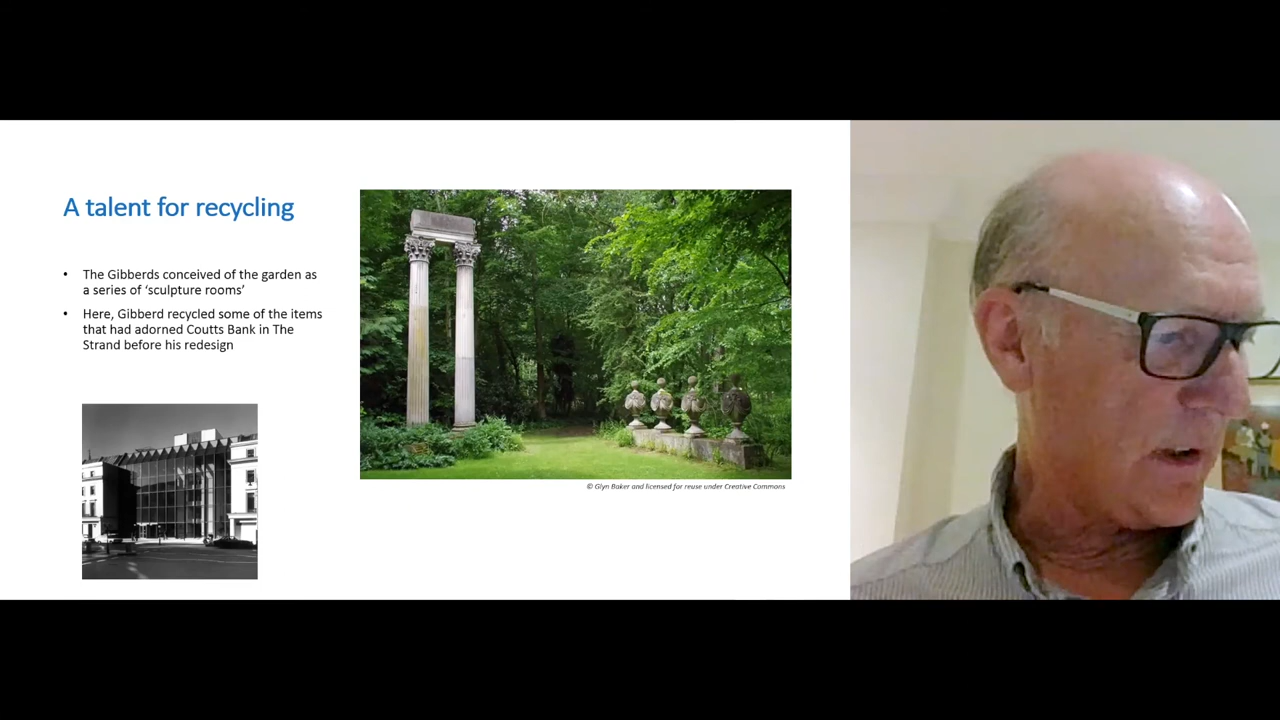 A talent for recycling
• The Gibberds conceived of the garden as
a series of ‘sculpture rooms’
• Here, Gibberd recycled some of the items
that had adorned Coutts Bank in The
Strand before his redesign
© Glyn Baker and licensed for reuse under Creative Commons